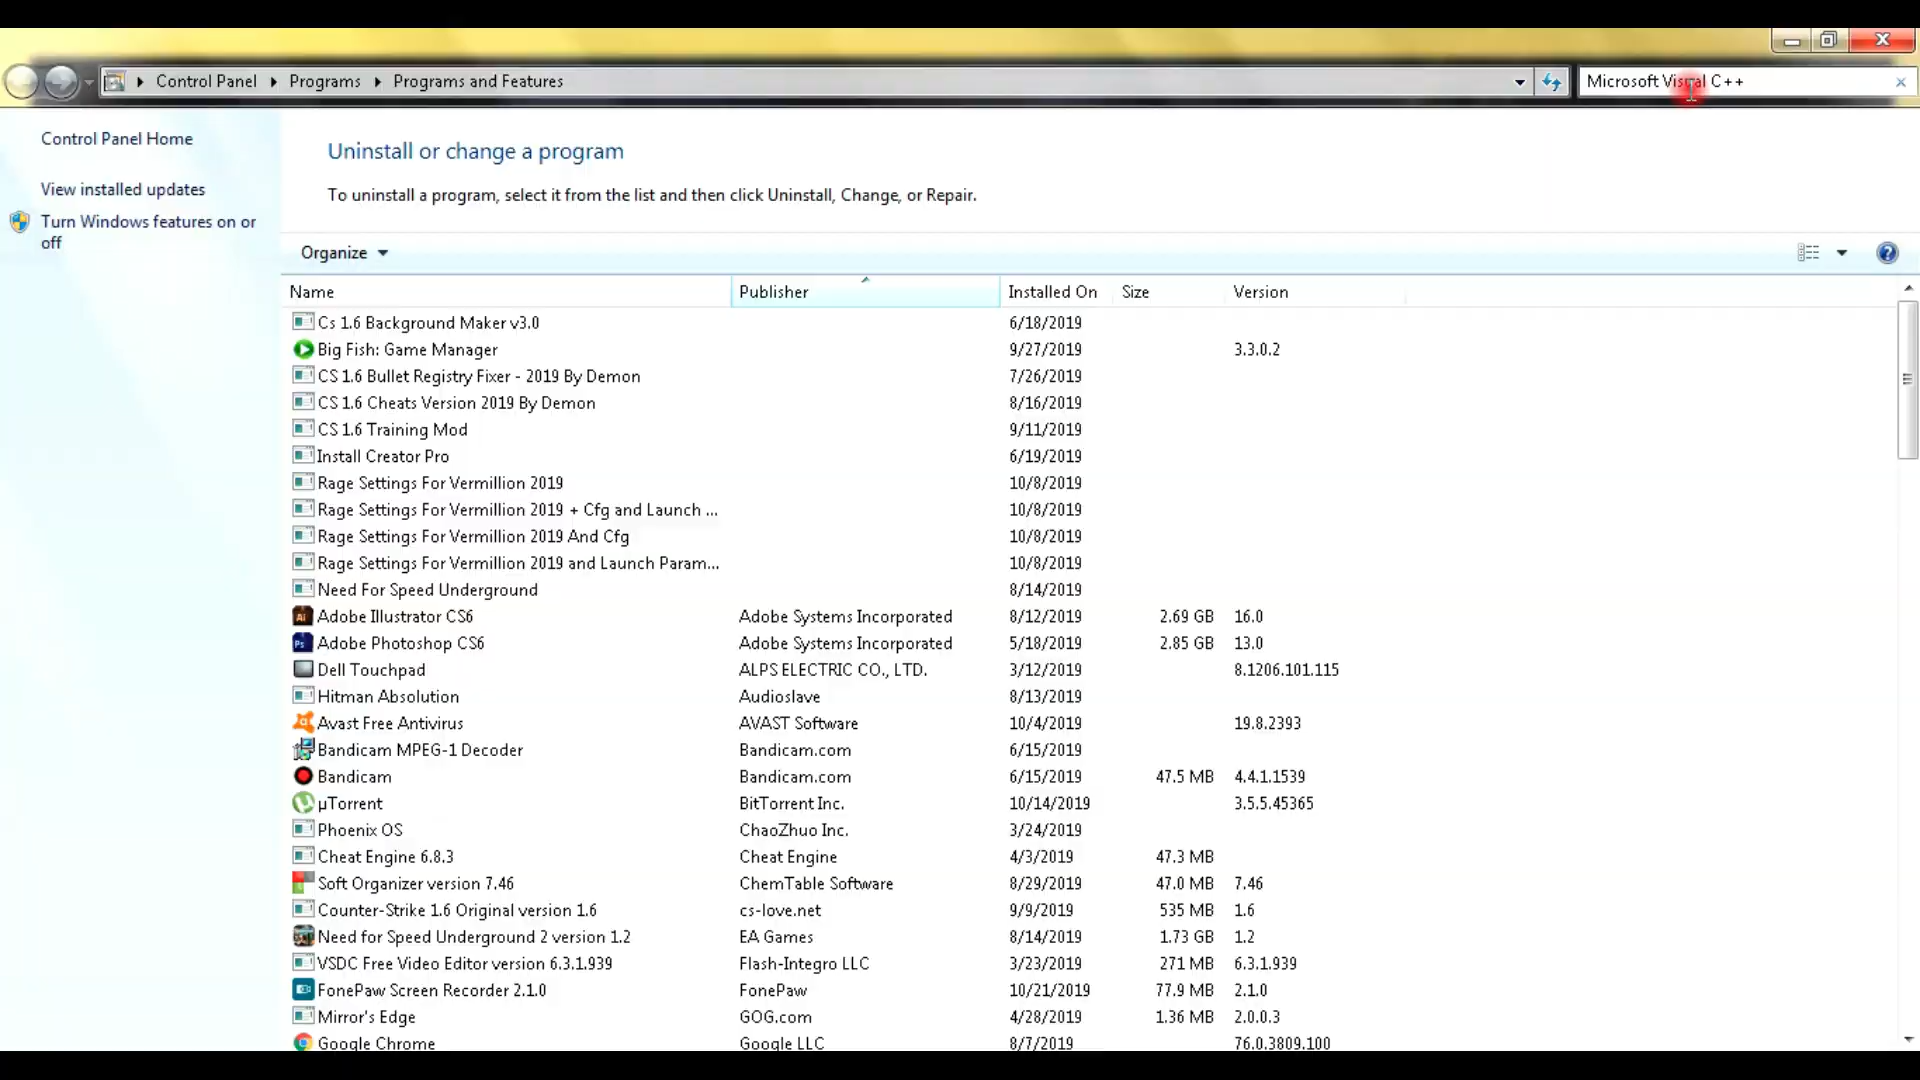 Control Panel Programs Programs and Features
Microsoft Visual C++
Control Panel Home
View installed updates
Turn Windows features on or
off
Uninstall or change a program
To uninstall a program, select it from the list and then click Uninstall, Change, or Repair.
Organize
Name Publisher Installed On Size Version
Cs 1.6 Background Maker v3.0 6/18/2019
Big Fish: Game Manager 9/27/2019 3.3.0.2
CS 1.6 Bullet Registry Fixer - 2019 By Demon 7/26/2019
CS 1.6 Cheats Version 2019 By Demon 8/16/2019
CS 1.6 Training Mod 9/11/2019
Install Creator Pro 6/19/2019
Rage Settings For Vermillion 2019 10/8/2019
Rage Settings For Vermillion 2019 + Cfg and Launch ... 10/8/2019
Rage Settings For Vermillion 2019 And Cfg 10/8/2019
Rage Settings For Vermillion 2019 and Launch Param... 10/8/2019
Need For Speed Underground 8/14/2019
Adobe Illustrator CS6 Adobe Systems Incorporated 8/12/2019 2.69 GB 16.0
Adobe Photoshop CS6 Adobe Systems Incorporated 5/18/2019 2.85 GB 13.0
Dell Touchpad ALPS ELECTRIC CO., LTD. 3/12/2019 8.1206.101.115
Hitman Absolution Audioslave 8/13/2019
Avast Free Antivirus AVAST Software 10/4/2019 19.8.2393
Bandicam MPEG-1 Decoder Bandicam.com 6/15/2019
Bandicam Bandicam.com 6/15/2019 47.5 MB 4.4.1.1539
µTorrent BitTorrent Inc. 10/14/2019 3.5.5.45365
Phoenix OS ChaoZhuo Inc. 3/24/2019
Cheat Engine 6.8.3 Cheat Engine 4/3/2019 47.3 MB
Soft Organizer version 7.46 ChemTable Software 8/29/2019 47.0 MB 7.46
Counter-Strike 1.6 Original version 1.6 cs-love.net 9/9/2019 535 MB 1.6
Need for Speed Underground 2 version 1.2 EA Games 8/14/2019 1.73 GB 1.2
VSDC Free Video Editor version 6.3.1.939 Flash-Integro LLC 3/23/2019 271 MB 6.3.1.939
FonePaw Screen Recorder 2.1.0 FonePaw 10/21/2019 77.9 MB 2.1.0
Mirror's Edge GOG.com 4/28/2019 1.36 MB 2.0.0.3
Google Chrome Google LLC 8/7/2019 76.0.3809.100